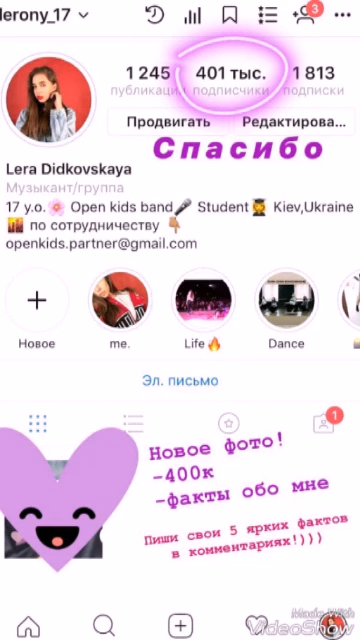 lerony_17
3
1 245
401 тыс.
1 813
публикаций
подписчики
подписки
Продвигать
Редактирова...
Спасибо
Lera Didkovskaya
Музыкант/группа
17 y.o.🌸 Open kids band🎤 Student👩‍🎓 Kiev,Ukraine
🌇 по сотрудничеству 👇🏽
openkids.partner@gmail.com
Новое
me.
Life🔥
Dance
Эл. письмо
1
Новое фото!
-400к
-факты обо мне
Пиши свои 5 ярких фактов
в комментариях!)))
Made With
VideoShow